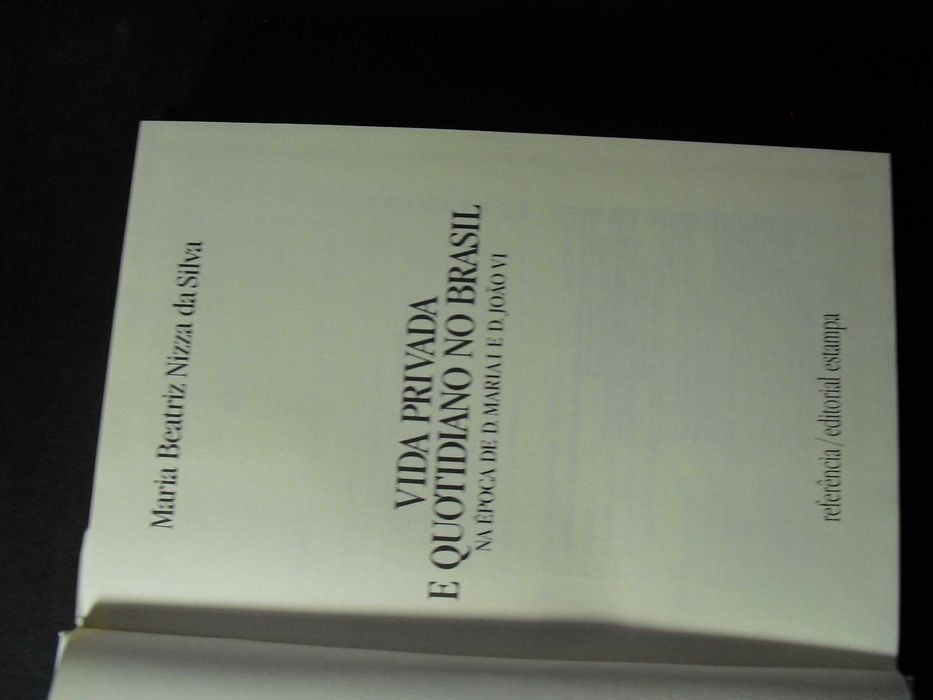 Maria Beatriz Nizza da Silva
VIDA PRIVADA
E QUOTIDIANO NO BRASIL
NA ÉPOCA DE D. MARIA I E D. JOÃO VI
referência / editorial estampa